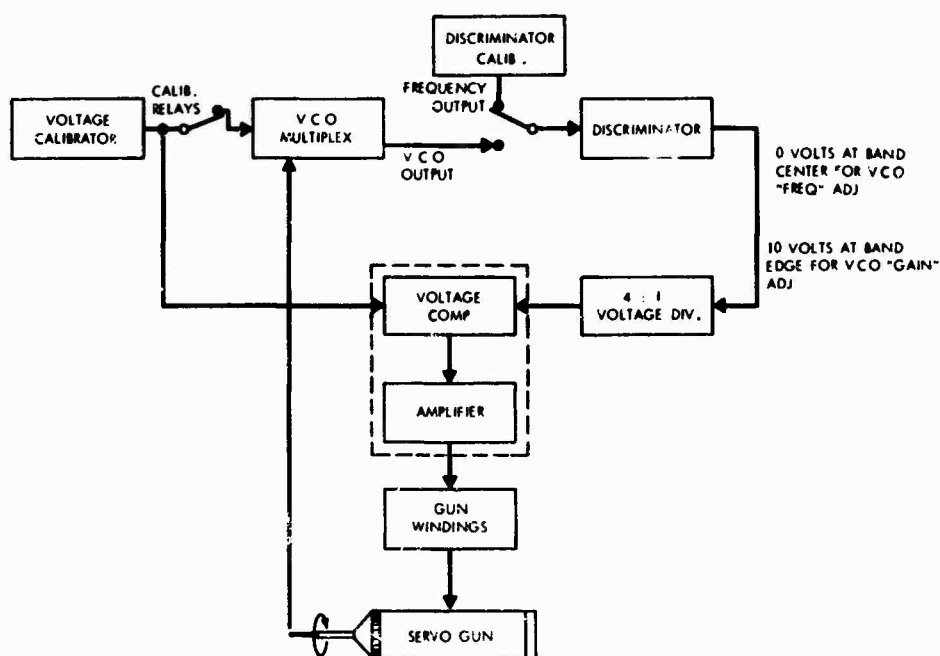 DISCRIMINATOR
CALIB.
FREQUENCY
OUTPUT
CALIB.
RELAYS
VOLTAGE
CALIBRATOR
V C O
MULTIPLEX
V C O
OUTPUT
DISCRIMINATOR
0 VOLTS AT BAND
CENTER FOR VCO
"FREQ" ADJ
10 VOLTS AT BAND
EDGE FOR VCO "GAIN"
ADJ
VOLTAGE
COMP
4 : 1
VOLTAGE DIV.
AMPLIFIER
GUN
WINDINGS
SERVO GUN